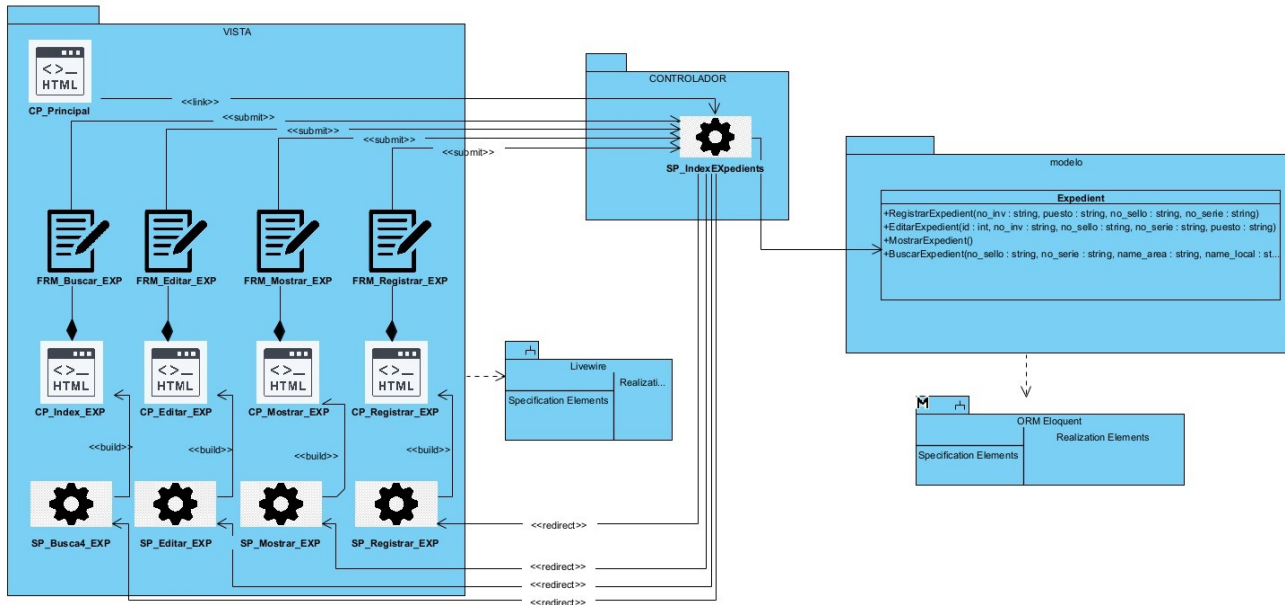 VISTA
<>_
HTML
CP_Principal
<<link>>
<<submit>>
<<submit>>
<<submit>>
<<submit>>
FRM_Buscar_EXP
FRM_Editar_EXP
FRM_Mostrar_EXP
FRM_Registrar_EXP
<>_
HTML
<>_
HTML
<>_
HTML
<>_
HTML
CP_Index_EXP
CP_Editar_EXP
CP_Mostrar_EXP
CP_Registrar_EXP
<<build>>
<<build>>
<<build>>
<<build>>
SP_Busca4_EXP
SP_Editar_EXP
SP_Mostrar_EXP
SP_Registrar_EXP
CONTROLADOR
SP_IndexEXpedients
<<redirect>>
<<redirect>>
<<redirect>>
<<redirect>>
Livewire
Specification Elements
Realizati...
modelo
Expedient
+RegistrarExpedient(no_inv : string, puesto : string, no_sello : string, no_serie : string)
+EditarExpedient(id : int, no_inv : string, no_sello : string, no_serie : string, puesto : string)
+MostrarExpedient()
+BuscarExpedient(no_sello : string, no_serie : string, name_area : string, name_local : st...
M
ORM Eloquent
Specification Elements
Realization Elements